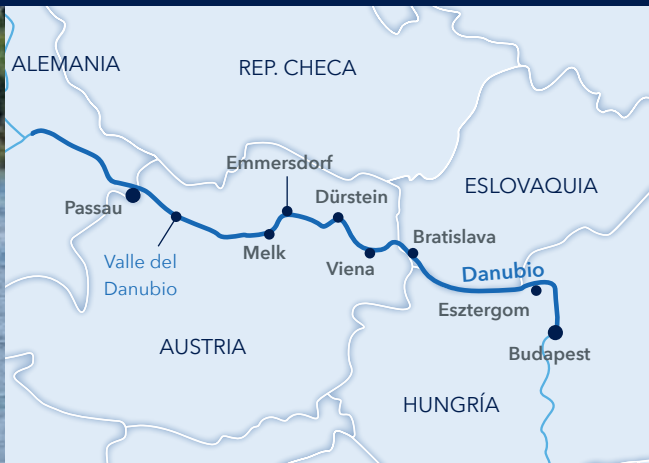 ALEMANIA
REP. CHECA
Emmersdorf
Dürstein
ESLOVAQUIA
Passau
Bratislava
Melk
Valle del
Danubio
Viena
Danubio
Esztergom
AUSTRIA
Budapest
HUNGRÍA